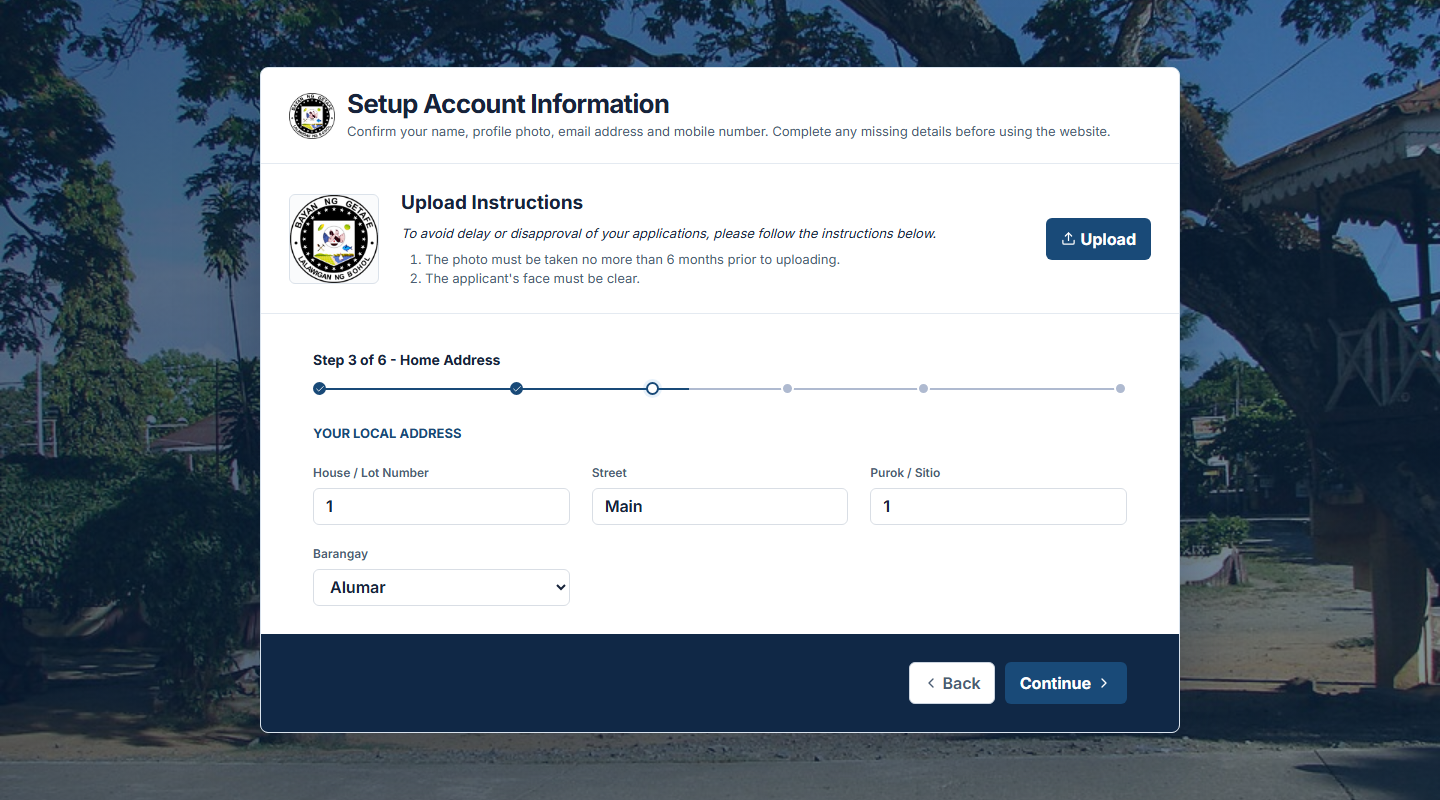 Setup Account Information
Confirm your name, profile photo, email address and mobile number. Complete any missing details before using the website.
BAYAN NG GETAFE
LALAWIGAN NG BOHOL
Upload Instructions
To avoid delay or disapproval of your applications, please follow the instructions below.
1. The photo must be taken no more than 6 months prior to uploading.
2. The applicant's face must be clear.
Upload
Step 3 of 6 - Home Address
YOUR LOCAL ADDRESS
House / Lot Number
Street
Purok / Sitio
1
Main
1
Barangay
Alumar
Back
Continue